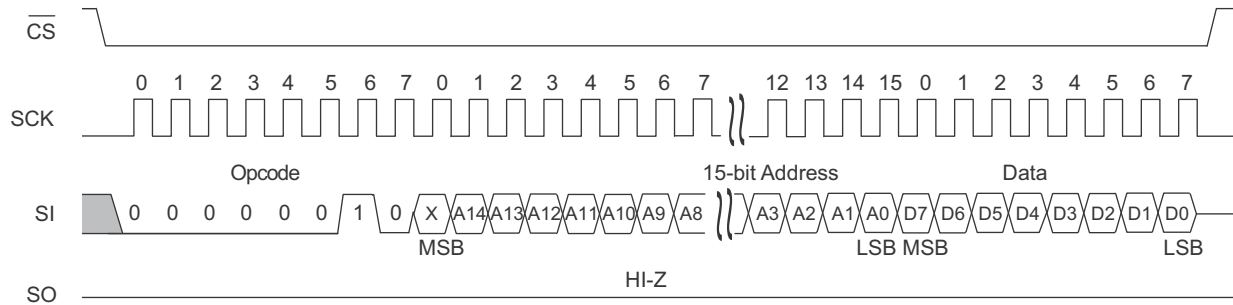 CS
0 1 2 3 4 5 6 7 0 1 2 3 4 5 6 7 12 13 14 15 0 1 2 3 4 5 6 7
SCK
Opcode 15-bit Address Data
SI 0 0 0 0 0 0 1 0 X A14 A13 A12 A11 A10 A9 A8 A3 A2 A1 A0 D7 D6 D5 D4 D3 D2 D1 D0
MSB LSB MSB LSB
HI-Z
SO